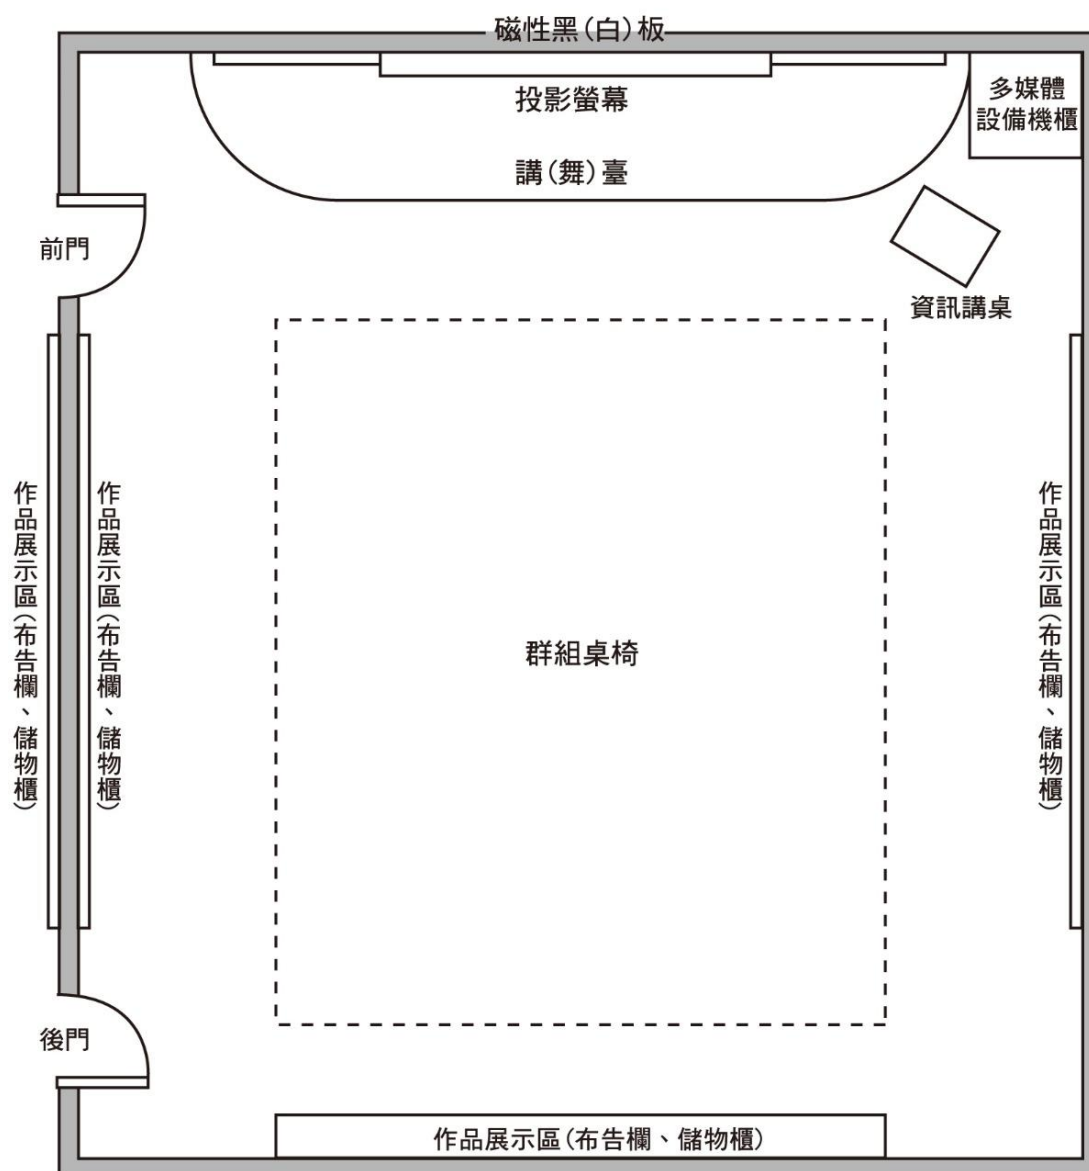 磁性黑(白)板
投影螢幕
多媒體
設備機櫃
講(舞)臺
前門
資訊講桌
作品展示區(布告欄、儲物櫃)
作品展示區(布告欄、儲物櫃)
作品展示區(布告欄、儲物櫃)
群組桌椅
後門
作品展示區(布告欄、儲物櫃)